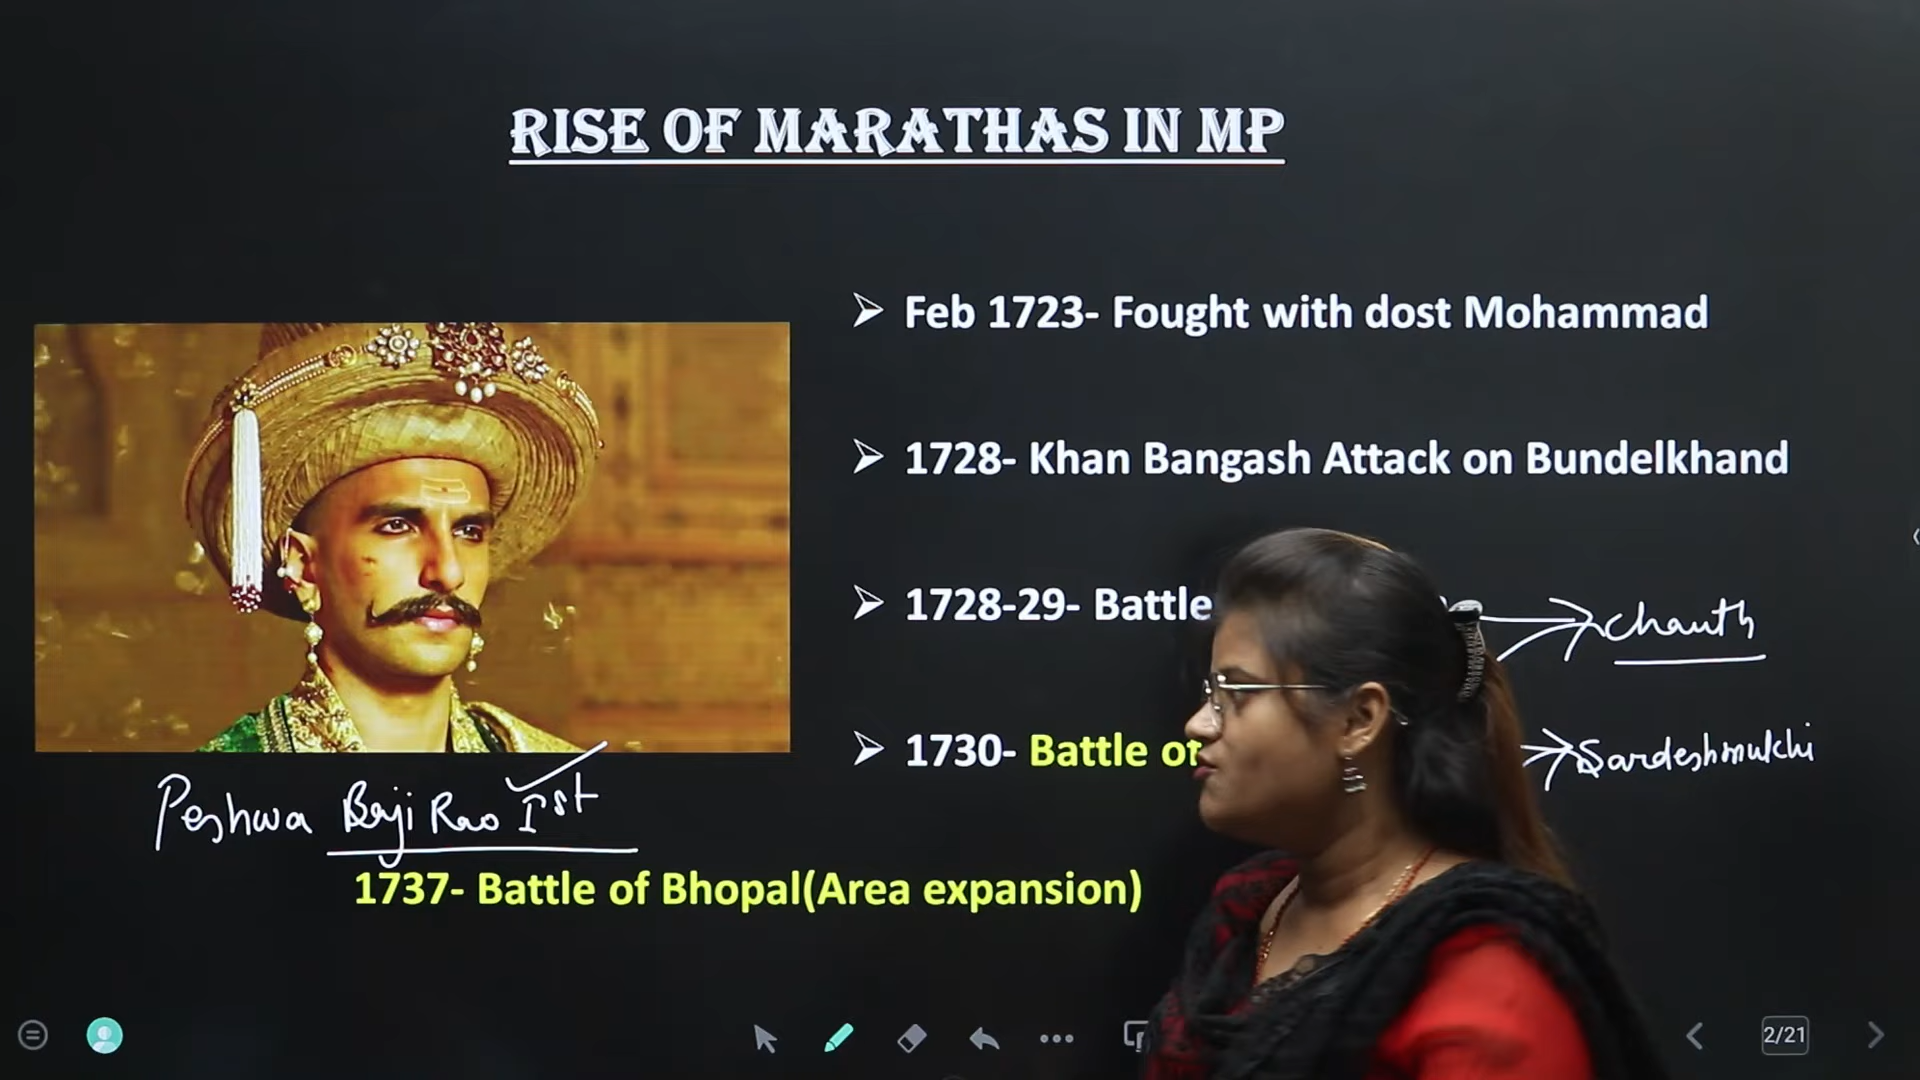 RISE OF MARATHAS IN MP
Feb 1723- Fought with dost Mohammad
1728- Khan Bangash Attack on Bundelkhand
1728-29- Battle
chauth
1730- Battle of
Sardeshmukhi
Peshwa Baji Rao Ist
1737- Battle of Bhopal(Area expansion)
2/21